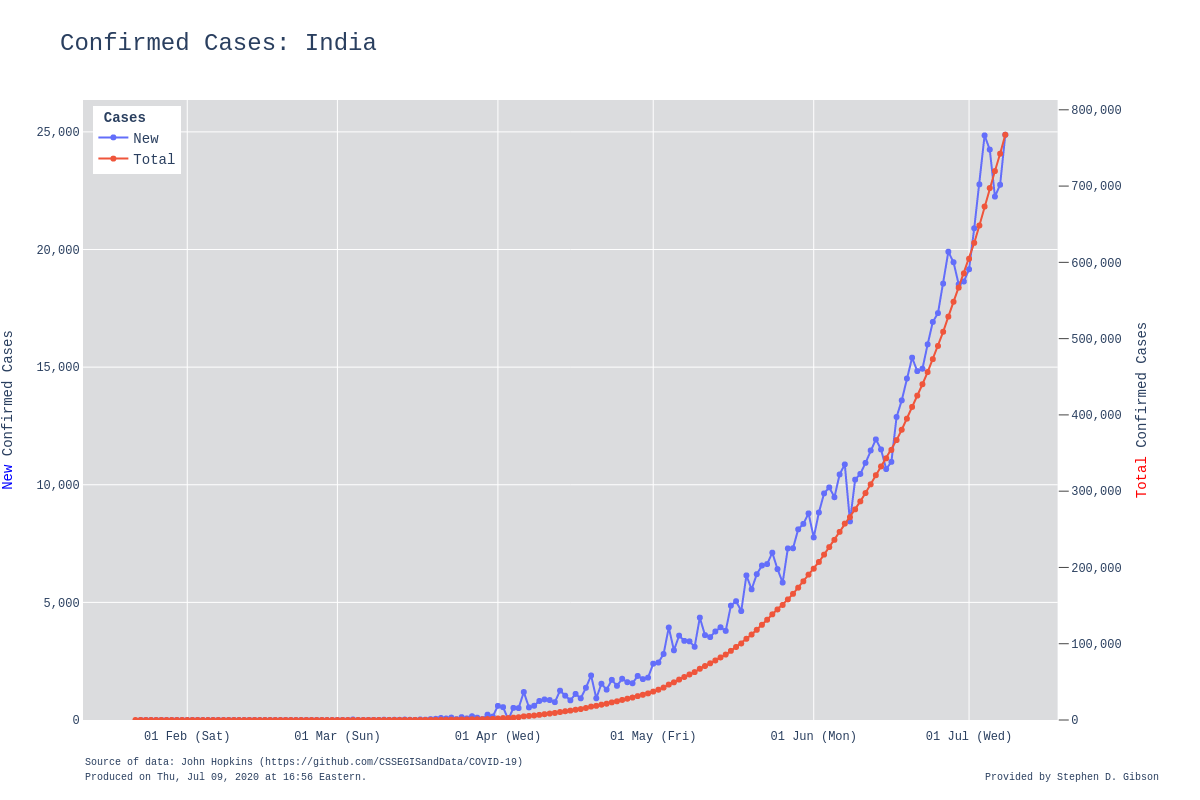 Confirmed Cases: India
Cases
New
Total
25,000
20,000
15,000
10,000
5,000
0
800,000
700,000
600,000
500,000
400,000
300,000
200,000
100,000
0
New Confirmed Cases
Total Confirmed Cases
01 Feb (Sat)
01 Mar (Sun)
01 Apr (Wed)
01 May (Fri)
01 Jun (Mon)
01 Jul (Wed)
Source of data: John Hopkins (https://github.com/CSSEGISandData/COVID-19)
Produced on Thu, Jul 09, 2020 at 16:56 Eastern.
Provided by Stephen D. Gibson